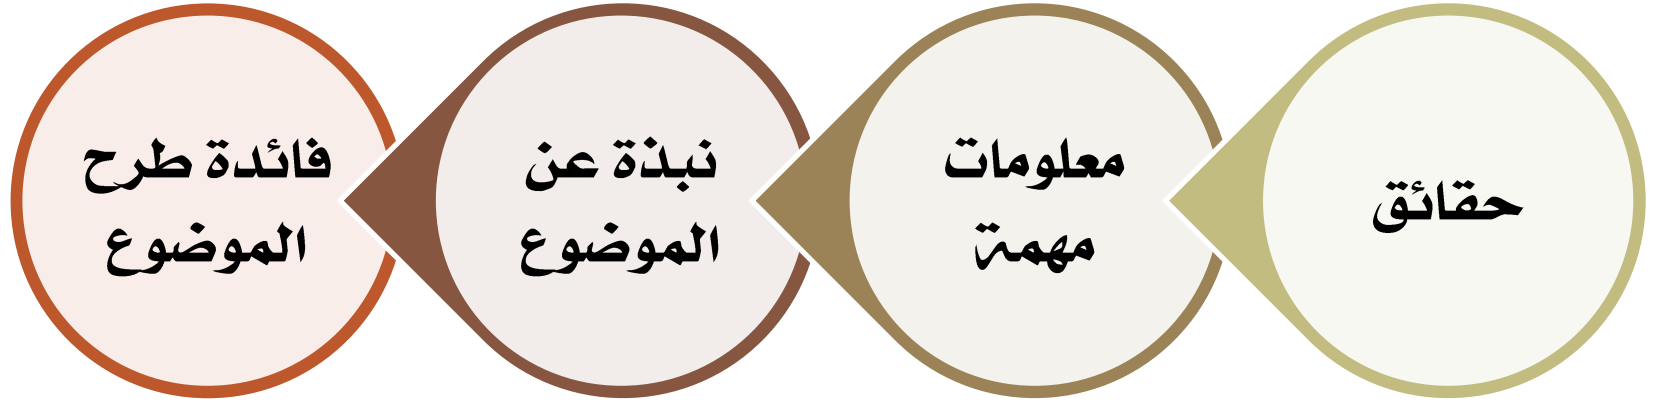 حقائق
معلومات
مهمة
نبذة عن
الموضوع
فائدة طرح
الموضوع